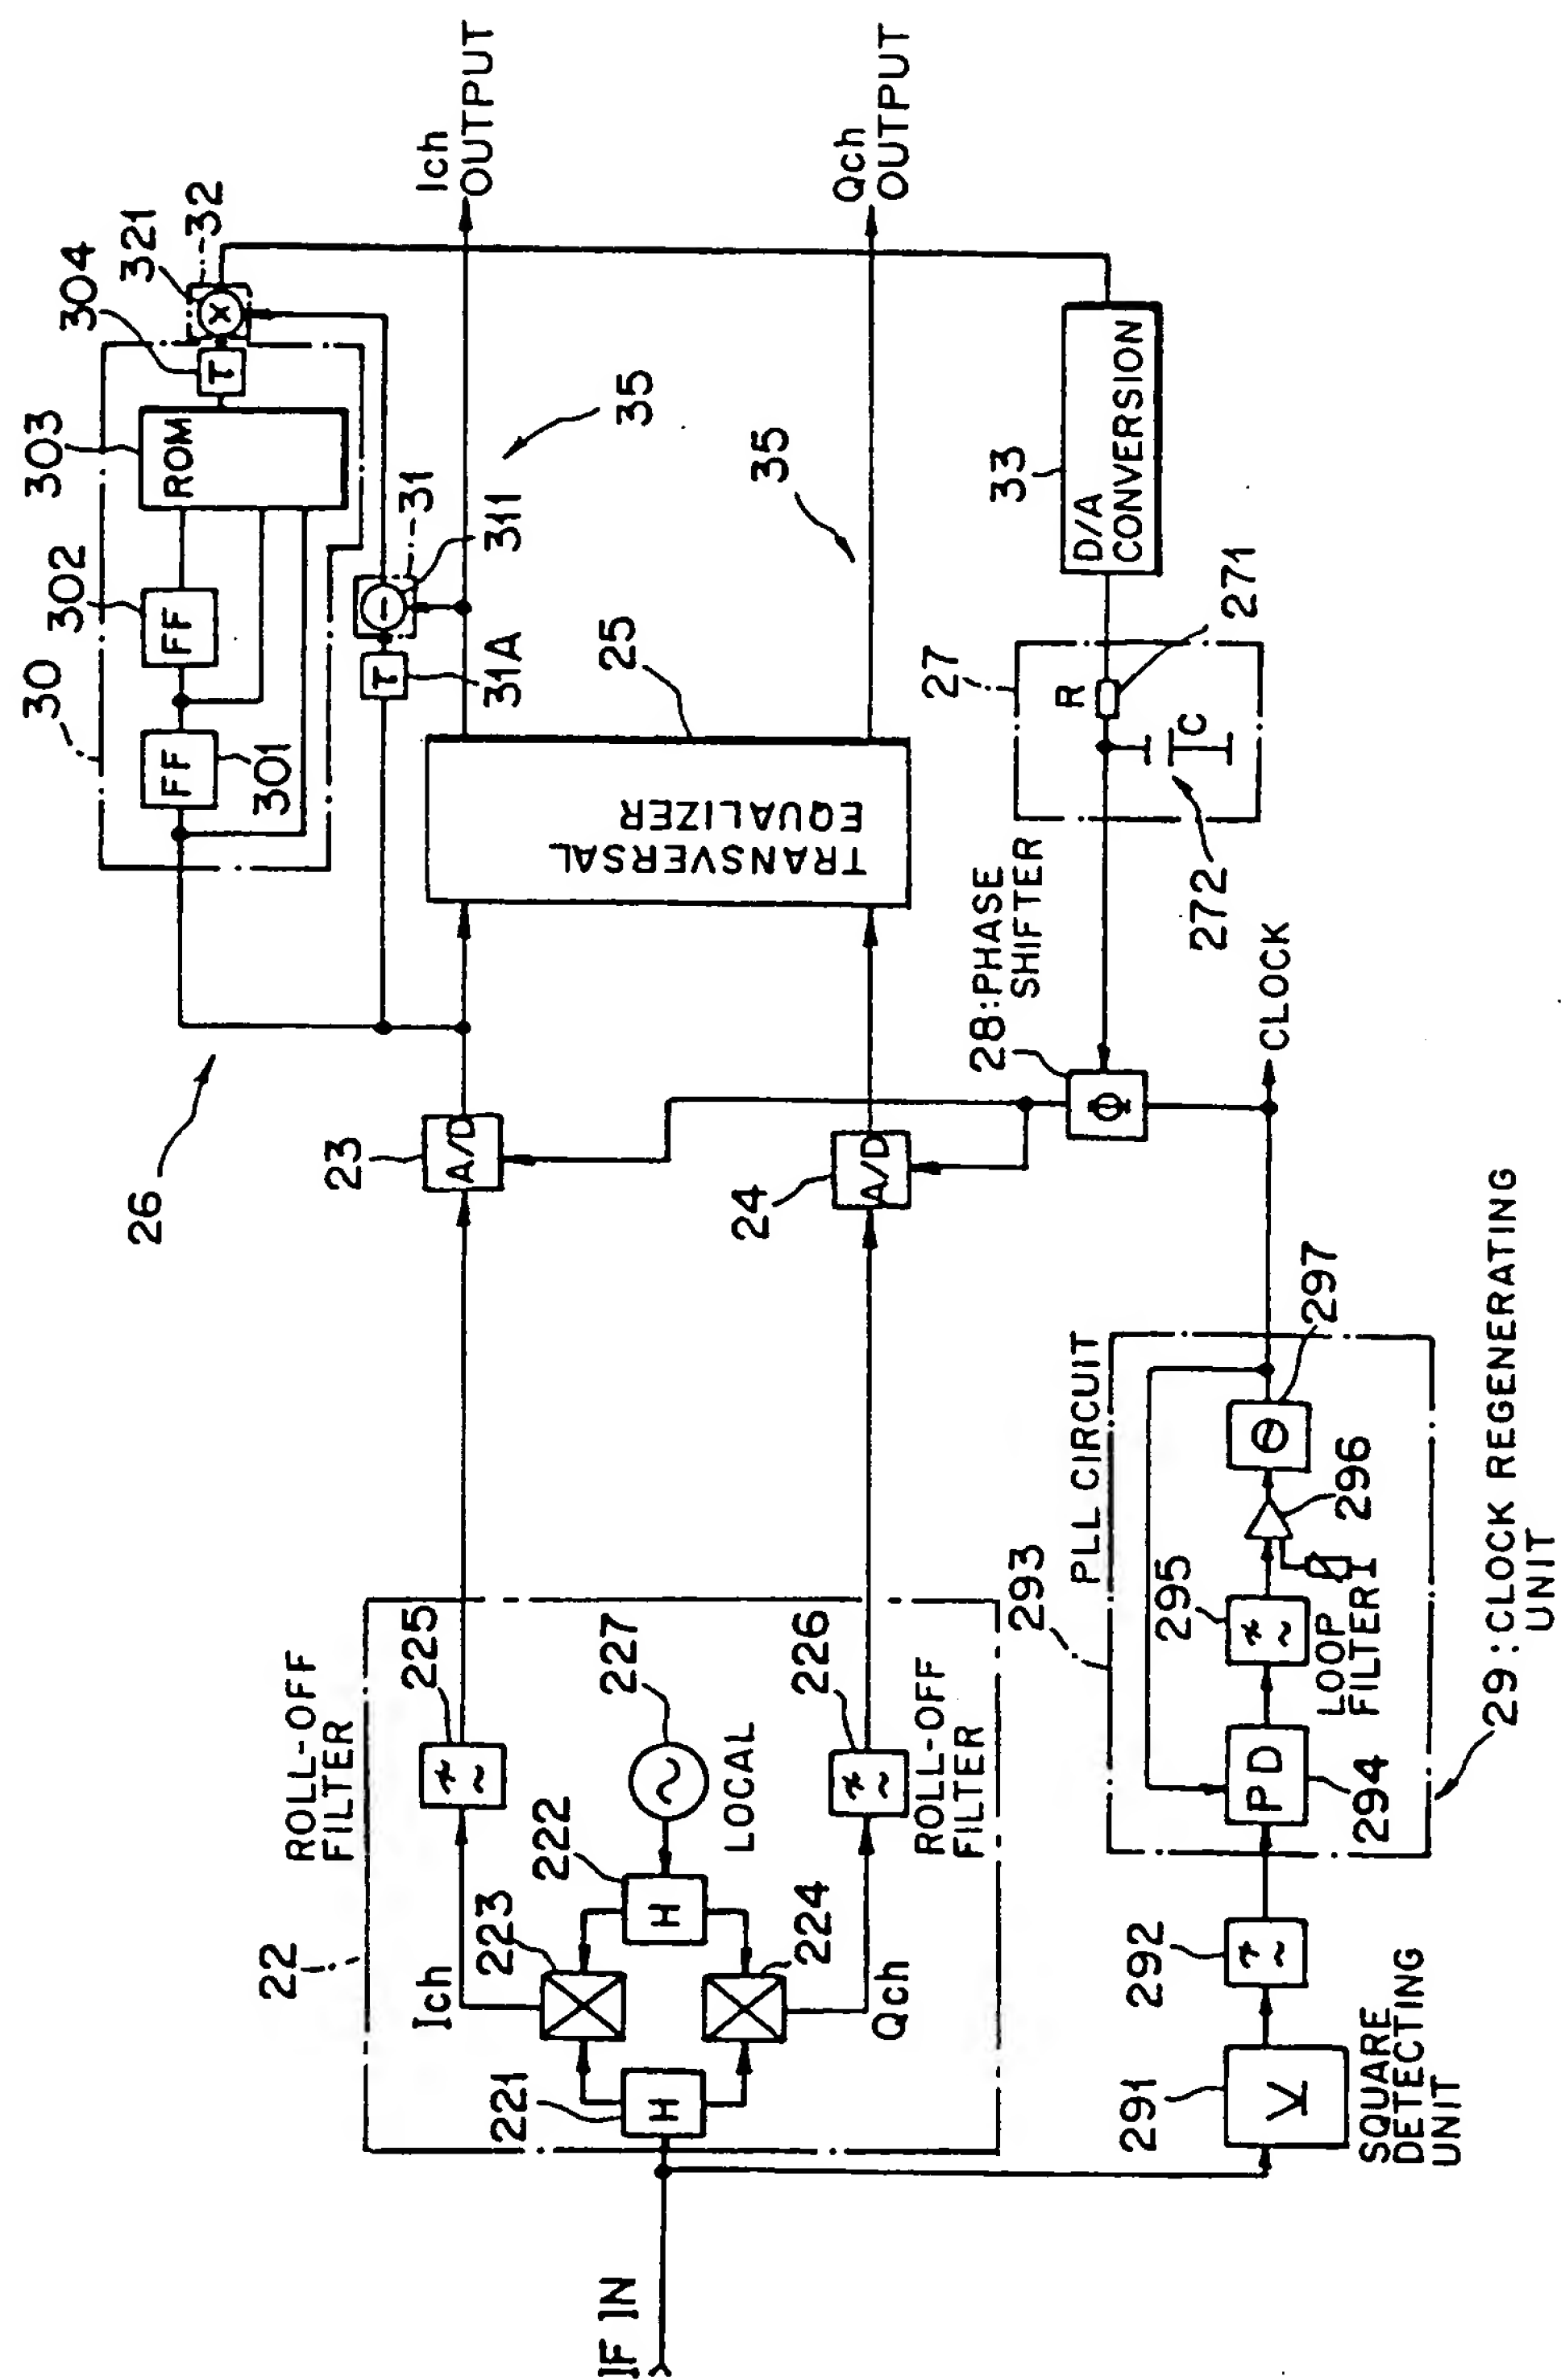 IF IN
22
ROLL-OFF
FILTER
225
Ich
223
221
H
222
H
227
LOCAL
224
Qch
226
ROLL-OFF
FILTER
26
23
A/D
24
A/D
30
FF
301
FF
302
303
ROM
304
τ
321
32
X
τ
31A
31
311
−
25
TRANSVERSAL
EQUALIZER
35
35
Ich
OUTPUT
Qch
OUTPUT
33
D/A
CONVERSION
27
R
271
C
272
28:PHASE
SHIFTER
Φ
CLOCK
291
SQUARE
DETECTING
UNIT
292
293
PLL CIRCUIT
PD
294
295
LOOP
FILTER
296
297
29:CLOCK REGENERATING
UNIT